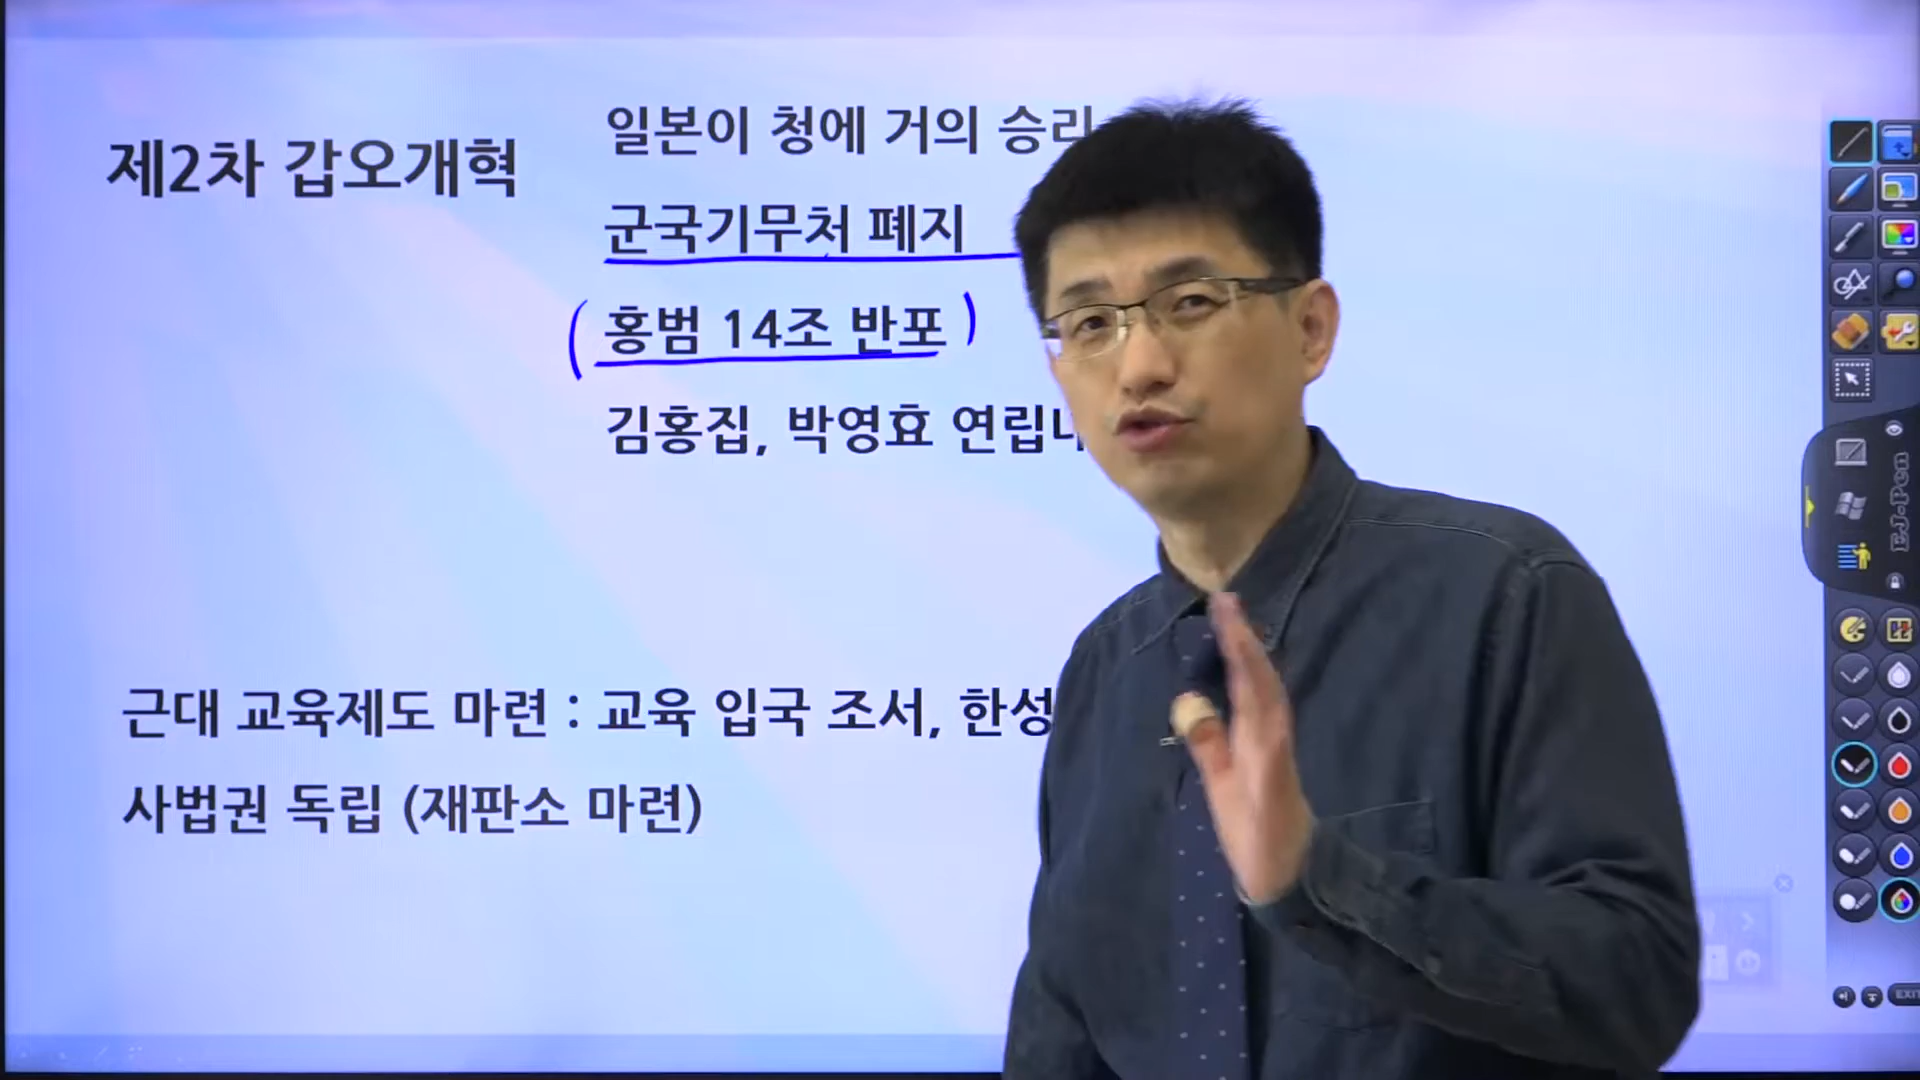 제2차 갑오개혁
일본이 청에 거의 승리
군국기무처 폐지
홍범 14조 반포
김홍집, 박영효
근대 교육제도 마련 : 교육 입국 조서, 한성
사법권 독립 (재판소 마련)
EJ-Pen
EXIT